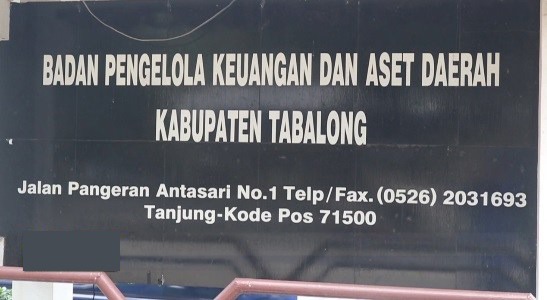 BADAN PENGELOLA KEUANGAN DAN ASET DAERAH
KABUPATEN TABALONG
Jalan Pangeran Antasari No.1 Telp/Fax. (0526) 2031693
Tanjung-Kode Pos 71500